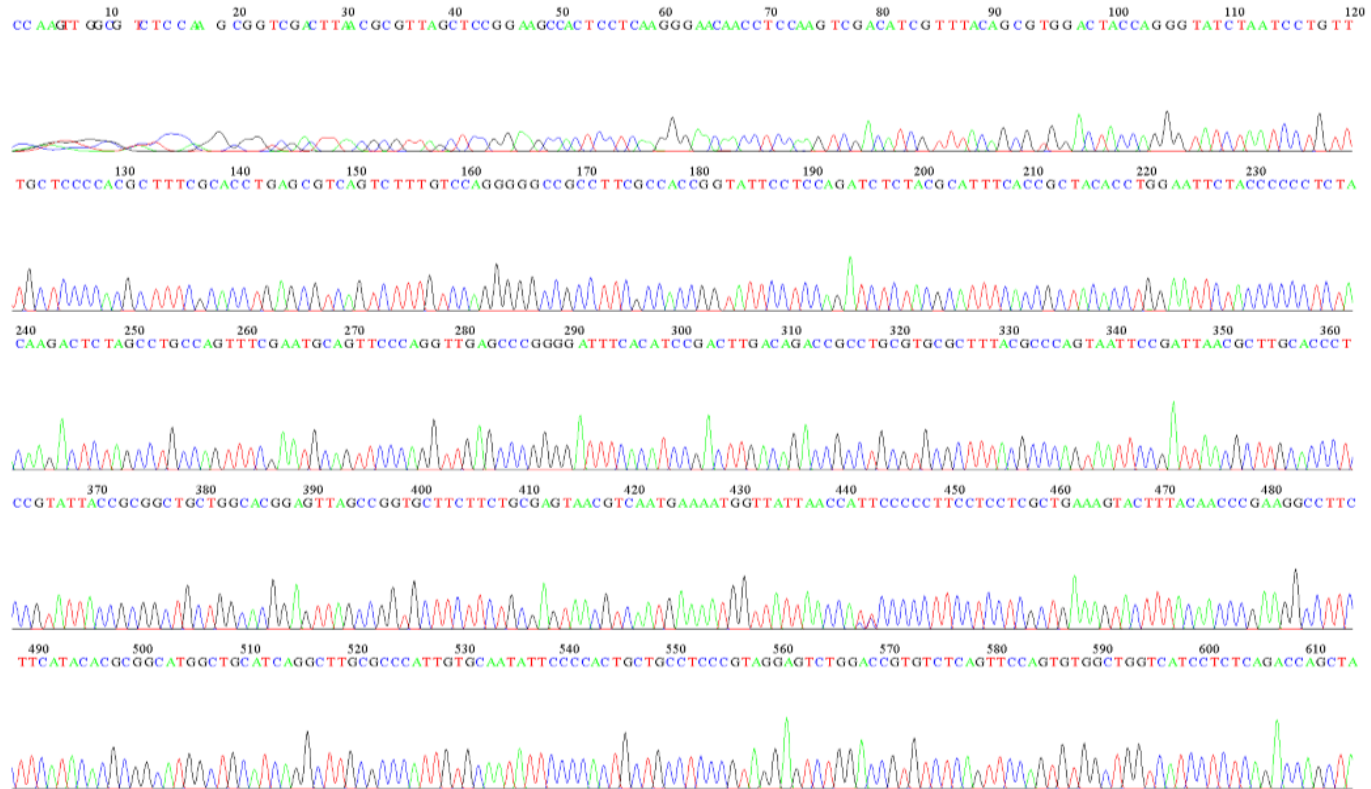 10 20 30 40 50 60 70 80 90 100 110 120
CC AAGTT GGCG TCTCCC AA GCGGTCGACTTAACGCGTTAGCTCCGGAAGCCACTCCTCAAGGGAACAACCTCCAAGTCGACATCGTTTACAGCGTGGACTACCAGGGTATCTAATCCTGTT
130 140 150 160 170 180 190 200 210 220 230
TGCTCCCCACGCTTTCGCACCTGAGCGTCAGTCTTTGTCCAGGGGGCCGCCTTCGCCACCGGTATTCCTCCAGATCTCTACGCATTTCACCGCTACACCTGGAATTCTACCCCCCTCTA
240 250 260 270 280 290 300 310 320 330 340 350 360
CAAGACTCTAGCCTGCCAGTTTCGAATGCAGTTCCCAGGTTGAGCCCGGGGATTTCACATCCGACTTGACAGACCGCCTGCGTGCGCTTTACGCCCAGTAATTCCGATTAACGCTTGCACCCT
370 380 390 400 410 420 430 440 450 460 470 480
CCGTATTACCGCGGCTGCTGGCACGGAGTTAGCCGGTGCTTCTTCTGCGAGTAACGTCAATGAAAATGGTTATTAACCATTCCCCCTTCCTCCTCGCTGAAAGTACTTTACAACCCGAAGGCCTTC
490 500 510 520 530 540 550 560 570 580 590 600 610
TTCATACACGCGGCATGGCTGCATCAGGCTTGCGCCCATTGTGCAATATTCCCCACTGCTGCCTCCCGTAGGAGTCTGGACCGTGTCTCAGTTCCAGTGTGGCTGGTCATCCTCTCAGACCAGCTA